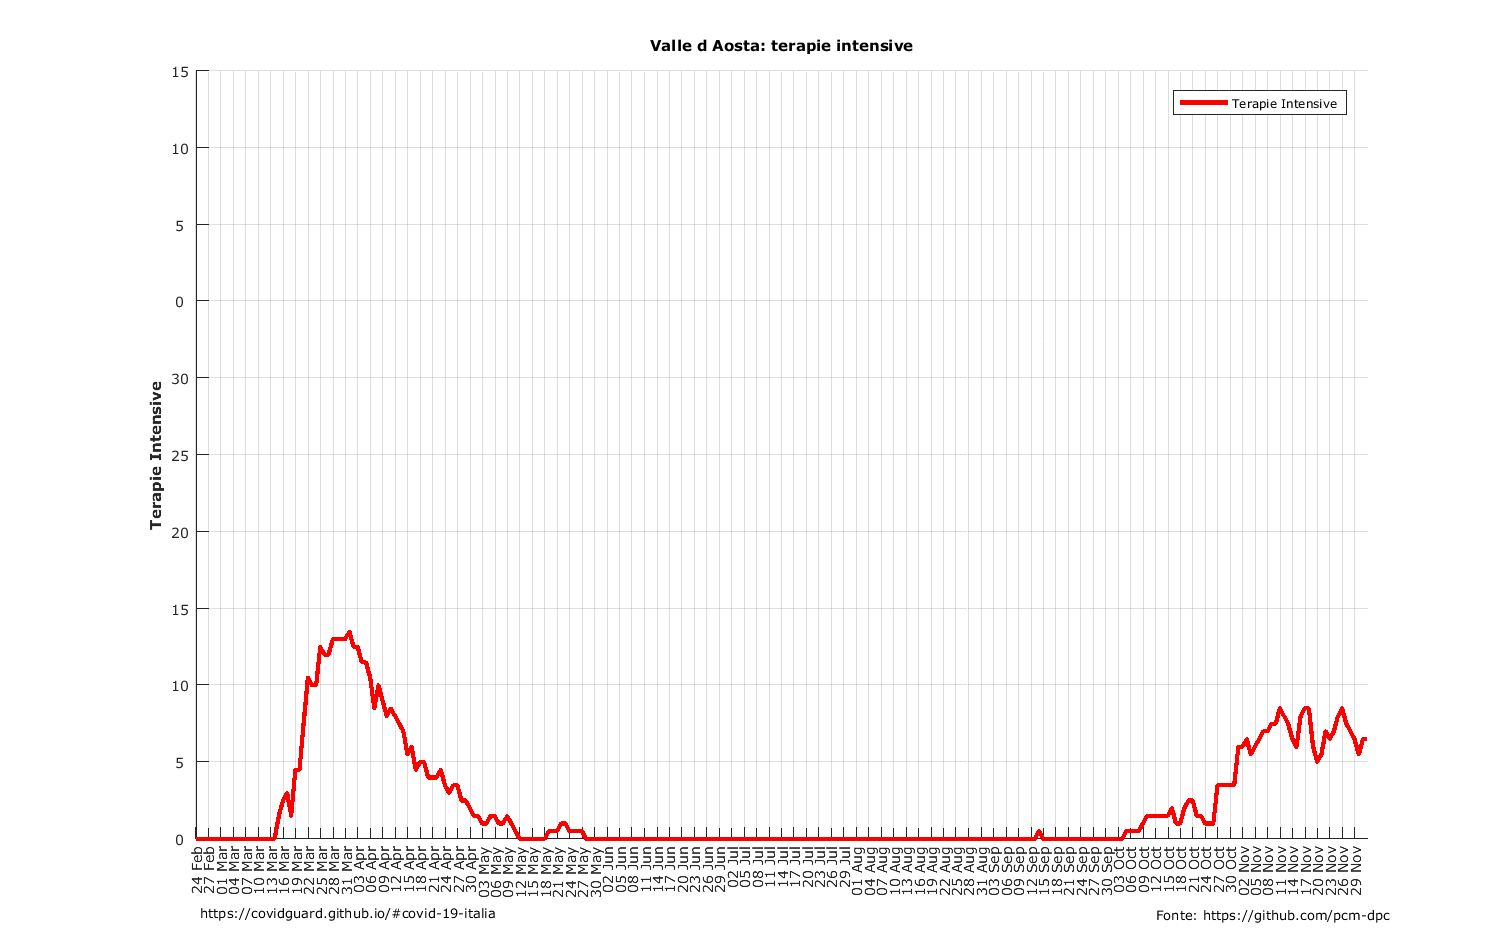 Valle d Aosta: terapie intensive
Terapie Intensive
15
10
5
0
30
25
20
15
10
5
0
Terapie Intensive
24 Feb
27 Feb
01 Mar
04 Mar
07 Mar
10 Mar
13 Mar
16 Mar
19 Mar
22 Mar
25 Mar
28 Mar
31 Mar
03 Apr
06 Apr
09 Apr
12 Apr
15 Apr
18 Apr
21 Apr
24 Apr
27 Apr
30 Apr
03 May
06 May
09 May
12 May
15 May
18 May
21 May
24 May
27 May
30 May
02 Jun
05 Jun
08 Jun
11 Jun
14 Jun
17 Jun
20 Jun
23 Jun
26 Jun
29 Jun
02 Jul
05 Jul
08 Jul
11 Jul
14 Jul
17 Jul
20 Jul
23 Jul
26 Jul
29 Jul
01 Aug
04 Aug
07 Aug
10 Aug
13 Aug
16 Aug
19 Aug
22 Aug
25 Aug
28 Aug
31 Aug
03 Sep
06 Sep
09 Sep
12 Sep
15 Sep
18 Sep
21 Sep
24 Sep
27 Sep
30 Sep
03 Oct
06 Oct
09 Oct
12 Oct
15 Oct
18 Oct
21 Oct
24 Oct
27 Oct
30 Oct
02 Nov
05 Nov
08 Nov
11 Nov
14 Nov
17 Nov
20 Nov
23 Nov
26 Nov
29 Nov
https://covidguard.github.io/#covid-19-italia
Fonte: https://github.com/pcm-dpc